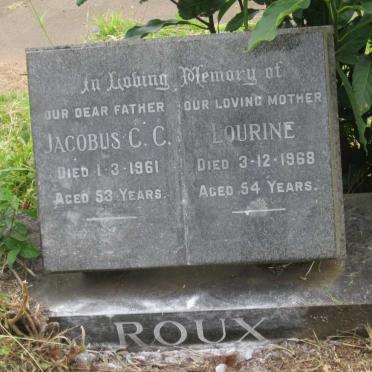 In Loving Memory of
OUR DEAR FATHER
JACOBUS C. C.
DIED 1-3-1961
AGED 53 YEARS.
OUR LOVING MOTHER
LOURINE
DIED 3-12-1968
AGED 54 YEARS.
ROUX